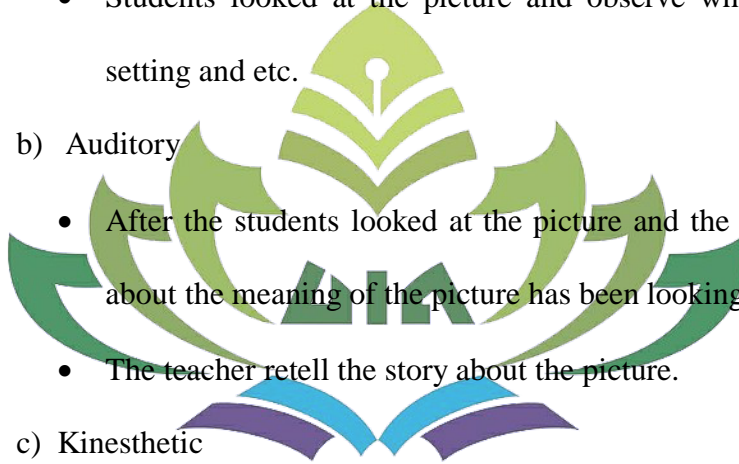 • Students looked at the picture and observe
setting and etc.
b) Auditory
• After the students looked at the picture and the
about the meaning of the picture has been looking
• The teacher retell the story about the picture.
c) Kinesthetic